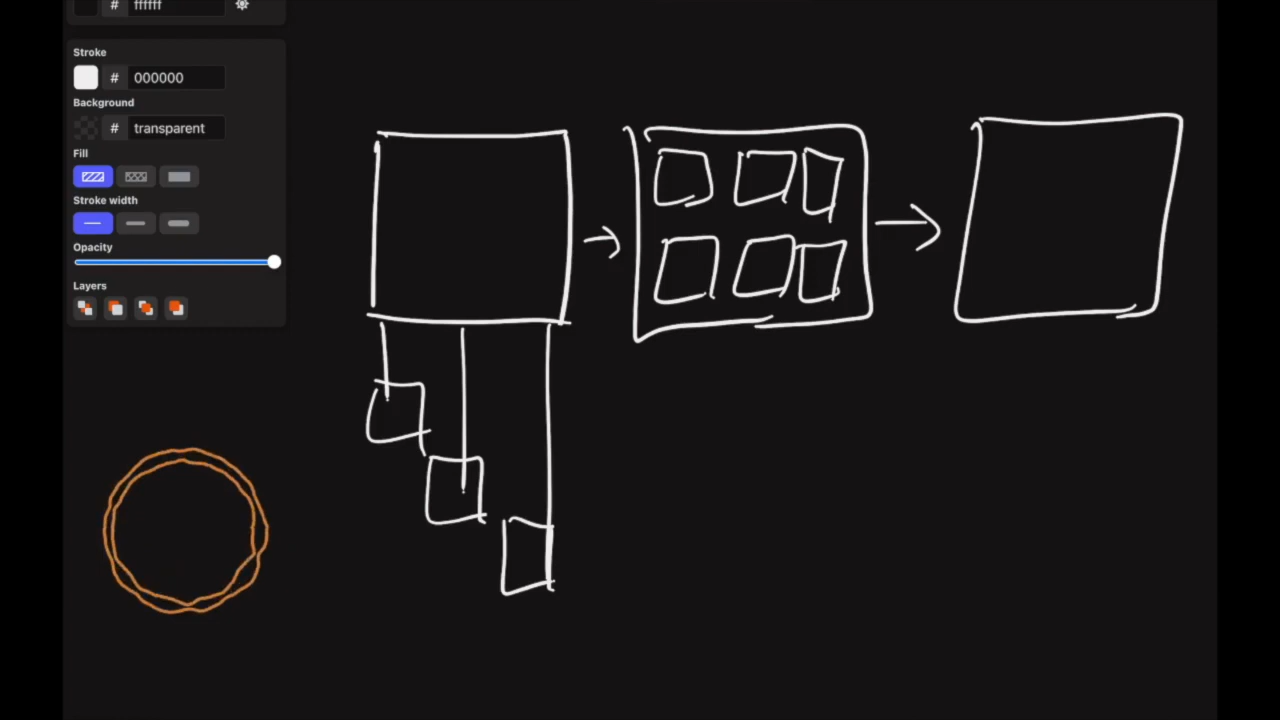 # ffffff
Stroke
# 000000
Background
# transparent
Fill
Stroke width
Opacity
Layers